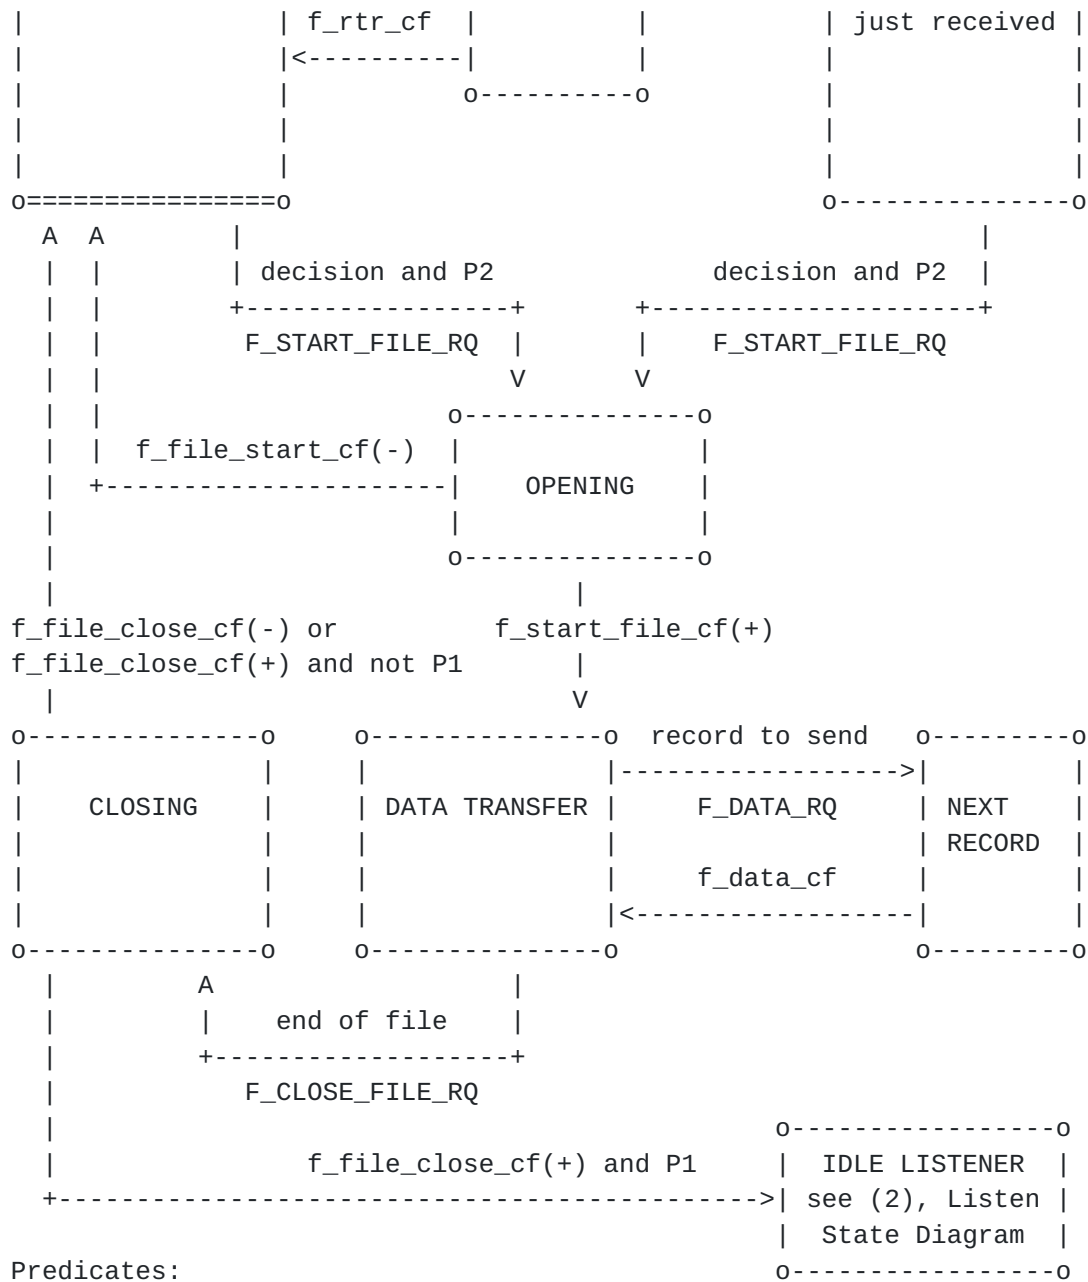 |                | f_rtr_cf  |          |           | just received |
|                |<----------|          |           |               |
|                |           o----------o           |               |
|                |                                  |               |
|                |                                  |               |
o================o                                  o---------------o
  A  A        |                                               |
  |  |        | decision and P2              decision and P2  |
  |  |        +-----------------+       +---------------------+
  |  |         F_START_FILE_RQ  |       |    F_START_FILE_RQ
  |  |                          V       V
  |  |                      o---------------o
  |  |  f_file_start_cf(-)  |               |
  |  +----------------------|    OPENING    |
  |                         |               |
  |                         o---------------o
  |                                 |
f_file_close_cf(-) or          f_start_file_cf(+)
f_file_close_cf(+) and not P1       |
  |                                 V
o---------------o     o---------------o  record to send   o---------o
|               |     |               |------------------>|         |
|    CLOSING    |     | DATA TRANSFER |     F_DATA_RQ     | NEXT    |
|               |     |               |                   | RECORD  |
|               |     |               |     f_data_cf     |         |
|               |     |               |<------------------|         |
o---------------o     o---------------o                   o---------o
  |         A                   |
  |         |    end of file    |
  |         +-------------------+
  |            F_CLOSE_FILE_RQ
  |                                              o-----------------o
  |                f_file_close_cf(+) and P1     |  IDLE LISTENER  |
  +--------------------------------------------->| see (2), Listen |
                                                 |  State Diagram  |
Predicates:                                      o-----------------o